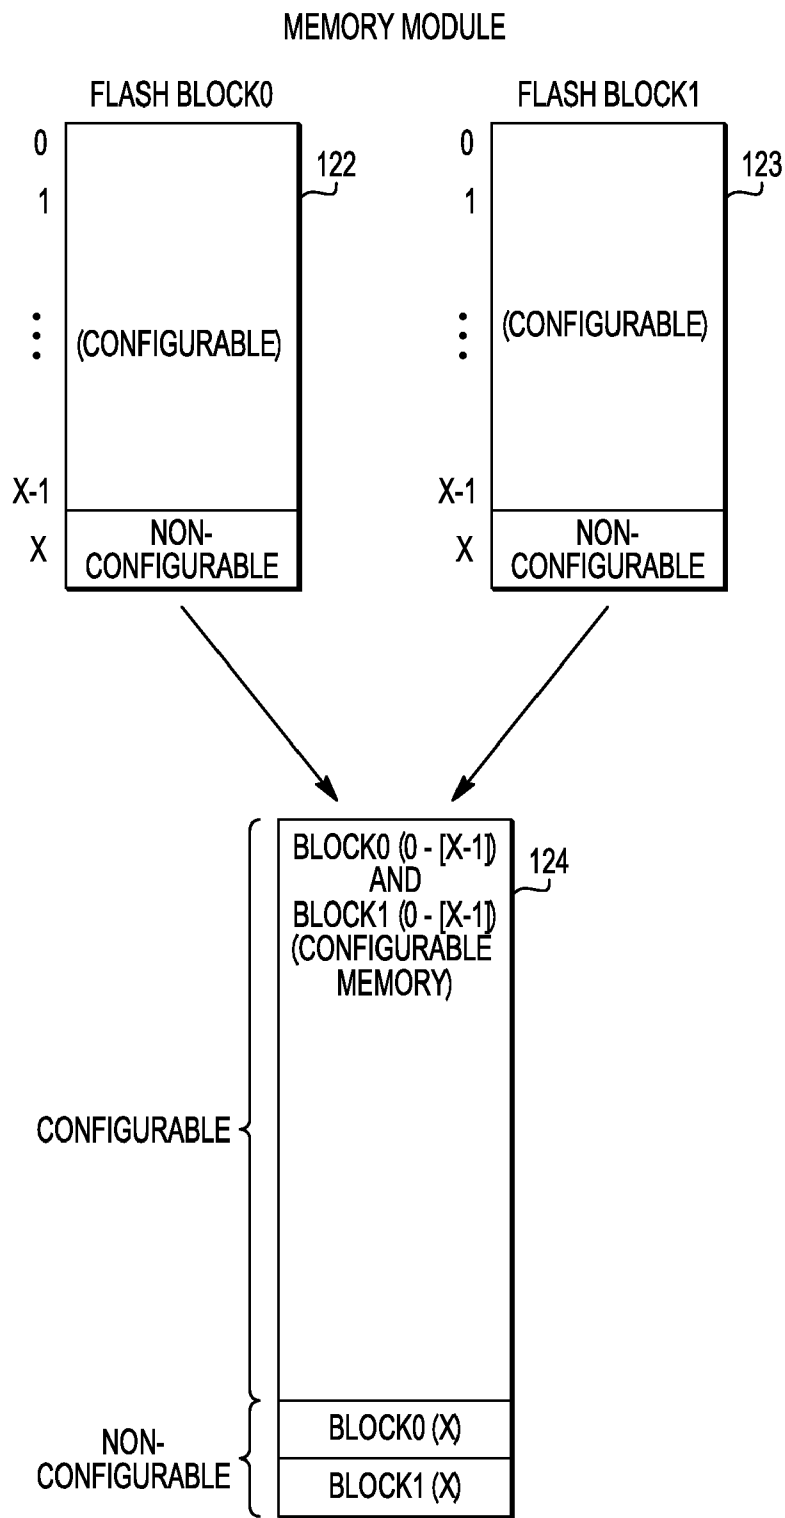 MEMORY MODULE
FLASH BLOCK0
FLASH BLOCK1
0
122
1
(CONFIGURABLE)
X-1
X
NON-
CONFIGURABLE
0
123
1
(CONFIGURABLE)
X-1
X
NON-
CONFIGURABLE
BLOCK0 (0 - [X-1])
AND
BLOCK1 (0 - [X-1])
(CONFIGURABLE
MEMORY)
124
CONFIGURABLE
NON-
CONFIGURABLE
BLOCK0 (X)
BLOCK1 (X)